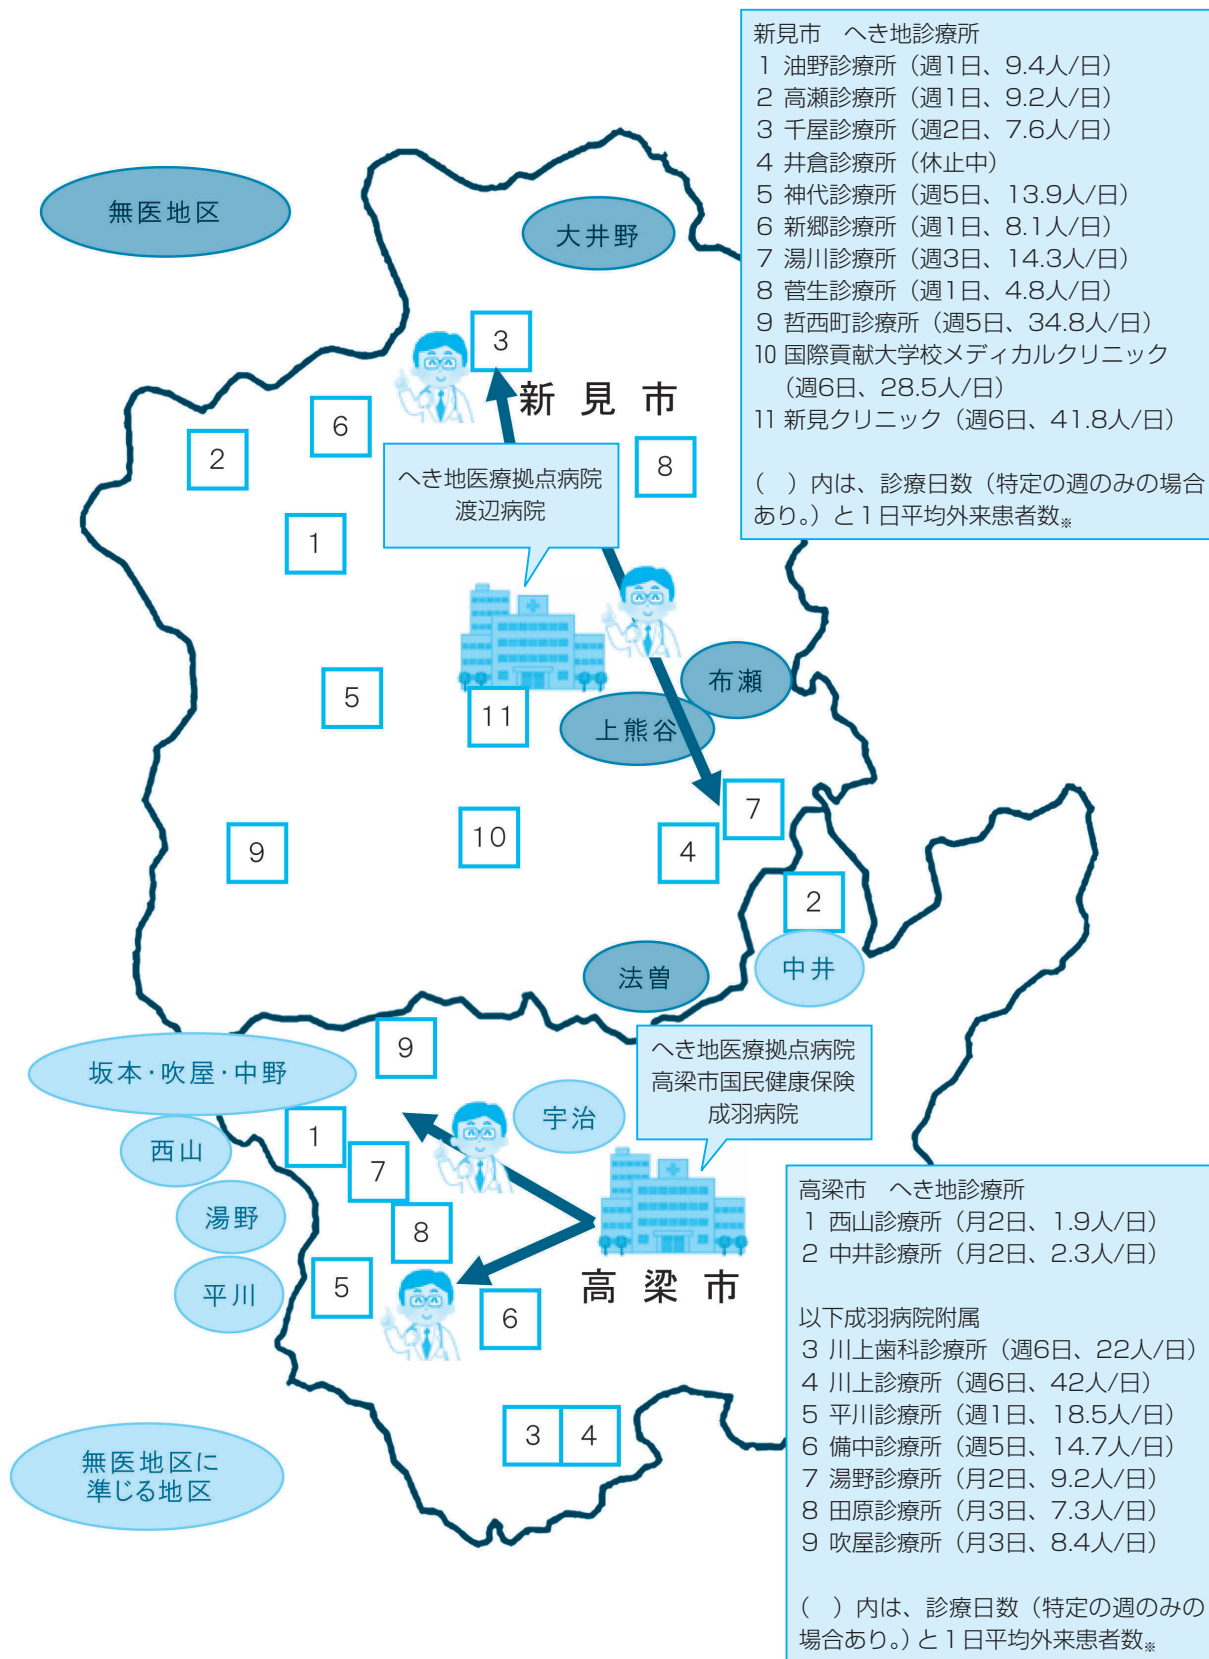 新見市　へき地診療所
1 油野診療所（週1日、9.4人/日）
2 高瀬診療所（週1日、9.2人/日）
3 千屋診療所（週2日、7.6人/日）
4 井倉診療所（休止中）
5 神代診療所（週5日、13.9人/日）
6 新郷診療所（週1日、8.1人/日）
7 湯川診療所（週3日、14.3人/日）
8 菅生診療所（週1日、4.8人/日）
9 哲西町診療所（週5日、34.8人/日）
10 国際貢献大学校メディカルクリニック
（週6日、28.5人/日）
11 新見クリニック（週6日、41.8人/日）
（　）内は、診療日数（特定の週のみの場合
あり。）と1日平均外来患者数※
無医地区
大井野
3
新見市
6
2
8
へき地医療拠点病院
渡辺病院
1
布瀬
5
11
上熊谷
7
10
9
4
2
中井
法曽
9
へき地医療拠点病院
高梁市国民健康保険
成羽病院
坂本・吹屋・中野
宇治
1
西山
7
湯野
8
平川
5
6
高梁市
3
4
無医地区に
準じる地区
高梁市　へき地診療所
1 西山診療所（月2日、1.9人/日）
2 中井診療所（月2日、2.3人/日）
以下成羽病院附属
3 川上歯科診療所（週6日、22人/日）
4 川上診療所（週6日、42人/日）
5 平川診療所（週1日、18.5人/日）
6 備中診療所（週5日、14.7人/日）
7 湯野診療所（月2日、9.2人/日）
8 田原診療所（月3日、7.3人/日）
9 吹屋診療所（月3日、8.4人/日）
（　）内は、診療日数（特定の週のみの
場合あり。）と1日平均外来患者数※